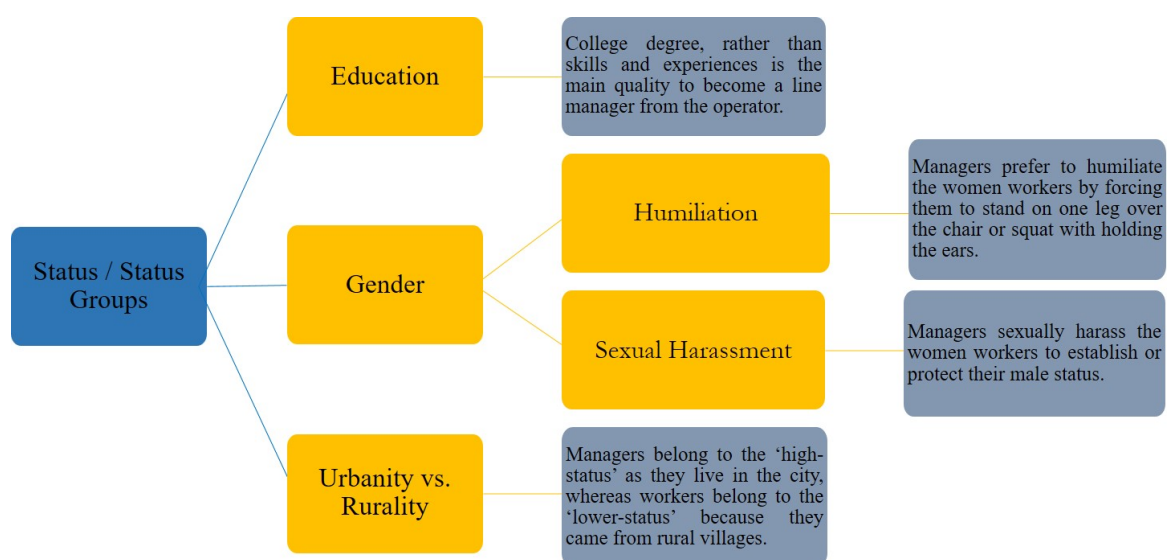 Status / Status
Groups
Education
College degree, rather than
skills and experiences is the
main quality to become a line
manager from the operator.
Gender
Humiliation
Managers prefer to humiliate
the women workers by forcing
them to stand on one leg over
the chair or squat with holding
the ears.
Sexual Harassment
Managers sexually harass the
women workers to establish or
protect their male status.
Urbanity vs.
Rurality
Managers belong to the ‘high-
status’ as they live in the city,
whereas workers belong to the
‘lower-status’ because they
came from rural villages.